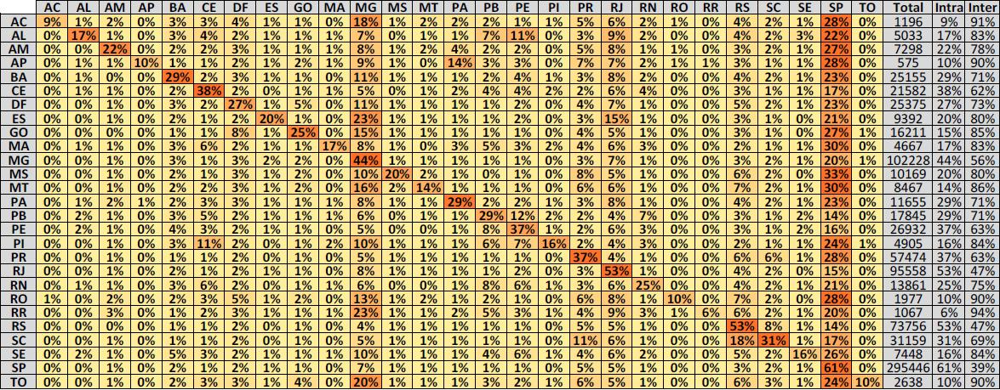 AC AL AM AP BA CE DF ES GO MA MG MS MT PA PB PE PI PR RJ RN RO RR RS SC SE SP TO Total Intra Inter
AC 9% 1% 2% 0% 3% 3% 4% 1% 1% 0% 18% 1% 2% 2% 2% 1% 0% 5% 6% 2% 1% 0% 4% 2% 0% 28% 0% 1196 9% 91%
AL 0% 17% 1% 0% 3% 4% 2% 1% 1% 1% 7% 0% 1% 1% 7% 11% 0% 3% 9% 2% 0% 0% 4% 2% 3% 22% 0% 5033 17% 83%
AM 0% 0% 22% 0% 2% 2% 3% 1% 1% 1% 8% 1% 2% 4% 2% 2% 0% 5% 8% 1% 1% 0% 4% 2% 1% 27% 0% 7298 22% 78%
AP 0% 1% 1% 10% 1% 1% 2% 1% 2% 1% 9% 1% 0% 14% 3% 3% 0% 7% 7% 2% 1% 1% 3% 1% 0% 28% 0% 575 10% 90%
BA 0% 1% 0% 0% 29% 2% 3% 1% 1% 0% 11% 1% 1% 1% 2% 4% 1% 3% 8% 2% 0% 0% 4% 2% 1% 23% 0% 25155 29% 71%
CE 0% 1% 1% 0% 2% 38% 2% 0% 1% 1% 5% 0% 1% 2% 4% 4% 2% 2% 6% 4% 0% 0% 3% 1% 1% 17% 0% 21582 38% 62%
DF 0% 0% 1% 0% 3% 2% 27% 1% 5% 0% 11% 1% 1% 1% 1% 2% 1% 4% 7% 1% 0% 0% 5% 2% 1% 23% 0% 25375 27% 73%
ES 0% 0% 1% 0% 2% 1% 2% 20% 1% 0% 23% 1% 1% 1% 1% 1% 0% 3% 15% 1% 0% 0% 3% 1% 0% 21% 0% 9392 20% 80%
GO 0% 0% 0% 0% 1% 1% 8% 1% 25% 0% 15% 1% 1% 1% 1% 1% 0% 4% 5% 1% 0% 0% 3% 2% 0% 27% 1% 16211 15% 85%
MA 0% 0% 1% 0% 3% 6% 2% 1% 1% 17% 8% 1% 0% 3% 5% 3% 2% 4% 6% 3% 0% 0% 3% 1% 1% 30% 0% 4667 17% 83%
MG 0% 0% 1% 0% 3% 1% 3% 2% 2% 0% 44% 1% 1% 1% 1% 1% 0% 3% 7% 1% 0% 0% 3% 2% 0% 20% 1% 102228 44% 56%
MS 0% 0% 1% 0% 1% 1% 2% 1% 2% 0% 10% 20% 2% 1% 1% 1% 0% 8% 5% 1% 0% 0% 6% 2% 0% 33% 0% 10169 20% 80%
MT 0% 0% 1% 0% 2% 2% 3% 1% 2% 0% 16% 2% 14% 1% 1% 1% 0% 6% 6% 1% 0% 0% 7% 2% 1% 30% 0% 8467 14% 86%
PA 0% 1% 2% 1% 2% 3% 3% 1% 1% 1% 8% 1% 1% 29% 2% 2% 1% 3% 8% 1% 0% 0% 4% 2% 1% 23% 0% 11655 29% 71%
PB 0% 2% 1% 0% 3% 5% 2% 1% 1% 1% 6% 0% 1% 1% 29% 12% 1% 2% 4% 7% 0% 0% 3% 1% 2% 14% 0% 17845 29% 71%
PE 0% 2% 1% 0% 4% 3% 2% 1% 1% 1% 5% 0% 0% 1% 8% 37% 1% 2% 6% 3% 0% 0% 3% 1% 2% 16% 0% 26932 37% 63%
PI 0% 1% 1% 0% 3% 11% 2% 0% 1% 2% 10% 1% 1% 1% 6% 7% 16% 2% 4% 3% 0% 0% 2% 1% 1% 24% 1% 4905 16% 84%
PR 0% 0% 1% 0% 1% 1% 2% 0% 1% 0% 5% 1% 1% 1% 1% 1% 0% 37% 4% 1% 0% 0% 6% 6% 1% 28% 0% 57474 37% 63%
RJ 0% 0% 1% 0% 2% 1% 2% 1% 1% 0% 8% 1% 1% 1% 1% 2% 0% 3% 53% 1% 0% 0% 4% 2% 0% 15% 0% 95558 53% 47%
RN 0% 1% 1% 0% 3% 6% 2% 0% 1% 1% 6% 0% 0% 1% 8% 6% 1% 3% 6% 25% 0% 0% 4% 2% 1% 21% 0% 13861 25% 75%
RO 1% 0% 2% 0% 2% 3% 5% 1% 2% 0% 13% 1% 2% 1% 2% 1% 0% 6% 8% 1% 10% 0% 7% 2% 0% 28% 0% 1977 10% 90%
RR 0% 0% 3% 0% 2% 3% 2% 1% 1% 1% 23% 1% 1% 2% 5% 3% 1% 4% 9% 3% 1% 6% 6% 2% 0% 20% 0% 1067 6% 94%
RS 0% 0% 0% 0% 1% 1% 2% 0% 1% 0% 4% 1% 1% 1% 1% 1% 0% 5% 5% 1% 0% 0% 53% 8% 1% 14% 0% 73756 53% 47%
SC 0% 0% 1% 0% 1% 1% 2% 0% 1% 0% 5% 1% 1% 1% 1% 1% 0% 11% 4% 1% 0% 0% 18% 31% 1% 17% 0% 31159 31% 69%
SE 0% 2% 1% 0% 5% 3% 2% 1% 1% 1% 10% 1% 1% 1% 4% 6% 1% 4% 6% 2% 0% 0% 5% 2% 16% 26% 0% 7448 16% 84%
SP 0% 0% 1% 0% 2% 1% 2% 1% 1% 0% 7% 1% 1% 1% 1% 2% 0% 5% 5% 1% 0% 0% 3% 2% 1% 61% 0% 295446 61% 39%
TO 0% 0% 1% 0% 2% 3% 3% 1% 4% 1% 20% 1% 1% 1% 3% 2% 0% 6% 5% 1% 0% 0% 4% 2% 0% 24% 10% 2638 10% 90%